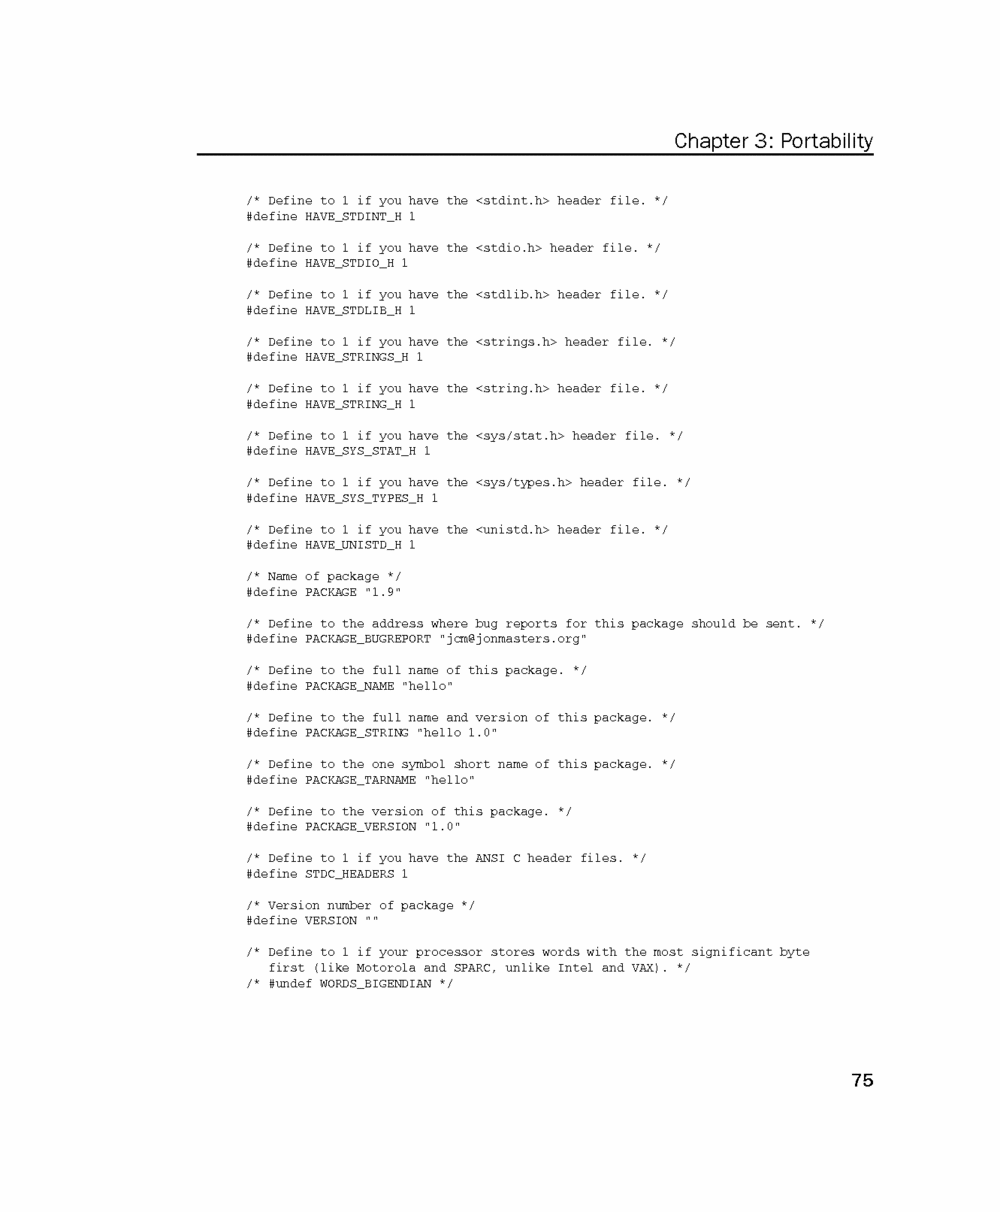 Chapter 3: Portability
/* Define to 1 if you have the <stdint.h> header file. */
#define HAVE_STDINT_H 1
/* Define to 1 if you have the <stdio.h> header file. */
#define HAVE_STDIO_H 1
/* Define to 1 if you have the <stdlib.h> header file. */
#define HAVE_STDLIB_H 1
/* Define to 1 if you have the <strings.h> header file. */
#define HAVE_STRINGS_H 1
/* Define to 1 if you have the <string.h> header file. */
#define HAVE_STRING_H 1
/* Define to 1 if you have the <sys/stat.h> header file. */
#define HAVE_SYS_STAT_H 1
/* Define to 1 if you have the <sys/types.h> header file. */
#define HAVE_SYS_TYPES_H 1
/* Define to 1 if you have the <unistd.h> header file. */
#define HAVE_UNISTD_H 1
/* Name of package */
#define PACKAGE "1.9"
/* Define to the address where bug reports for this package should be sent. */
#define PACKAGE_BUGREPORT "jcm@jonmasters.org"
/* Define to the full name of this package. */
#define PACKAGE_NAME "hello"
/* Define to the full name and version of this package. */
#define PACKAGE_STRING "hello 1.0"
/* Define to the one symbol short name of this package. */
#define PACKAGE_TARNAME "hello"
/* Define to the version of this package. */
#define PACKAGE_VERSION "1.0"
/* Define to 1 if you have the ANSI C header files. */
#define STDC_HEADERS 1
/* Version number of package */
#define VERSION ""
/* Define to 1 if your processor stores words with the most significant byte
first (like Motorola and SPARC, unlike Intel and VAX). */
/* #undef WORDS_BIGENDIAN */
75